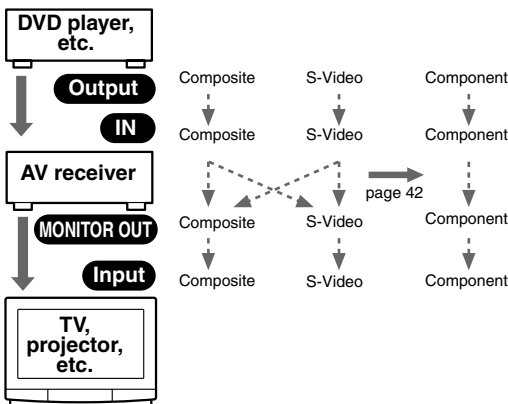 DVD player,
etc.
Output
Composite S-Video Component
IN
Composite S-Video Component
AV receiver
page 42
MONITOR OUT
Composite S-Video Component
Input
Composite S-Video Component
TV,
projector,
etc.